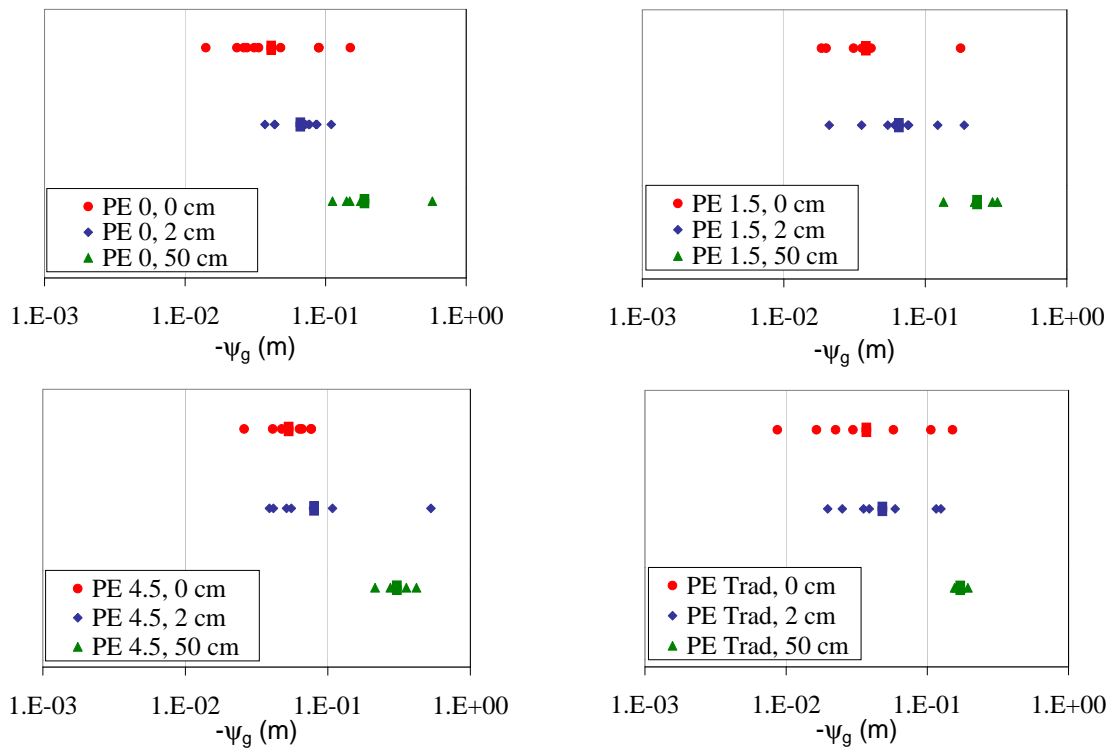 PE 0, 0 cm
PE 0, 2 cm
PE 0, 50 cm
1.E-03 1.E-02 1.E-01 1.E+00
-ψg (m)
PE 1.5, 0 cm
PE 1.5, 2 cm
PE 1.5, 50 cm
1.E-03 1.E-02 1.E-01 1.E+00
-ψg (m)
PE 4.5, 0 cm
PE 4.5, 2 cm
PE 4.5, 50 cm
1.E-03 1.E-02 1.E-01 1.E+00
-ψg (m)
PE Trad, 0 cm
PE Trad, 2 cm
PE Trad, 50 cm
1.E-03 1.E-02 1.E-01 1.E+00
-ψg (m)